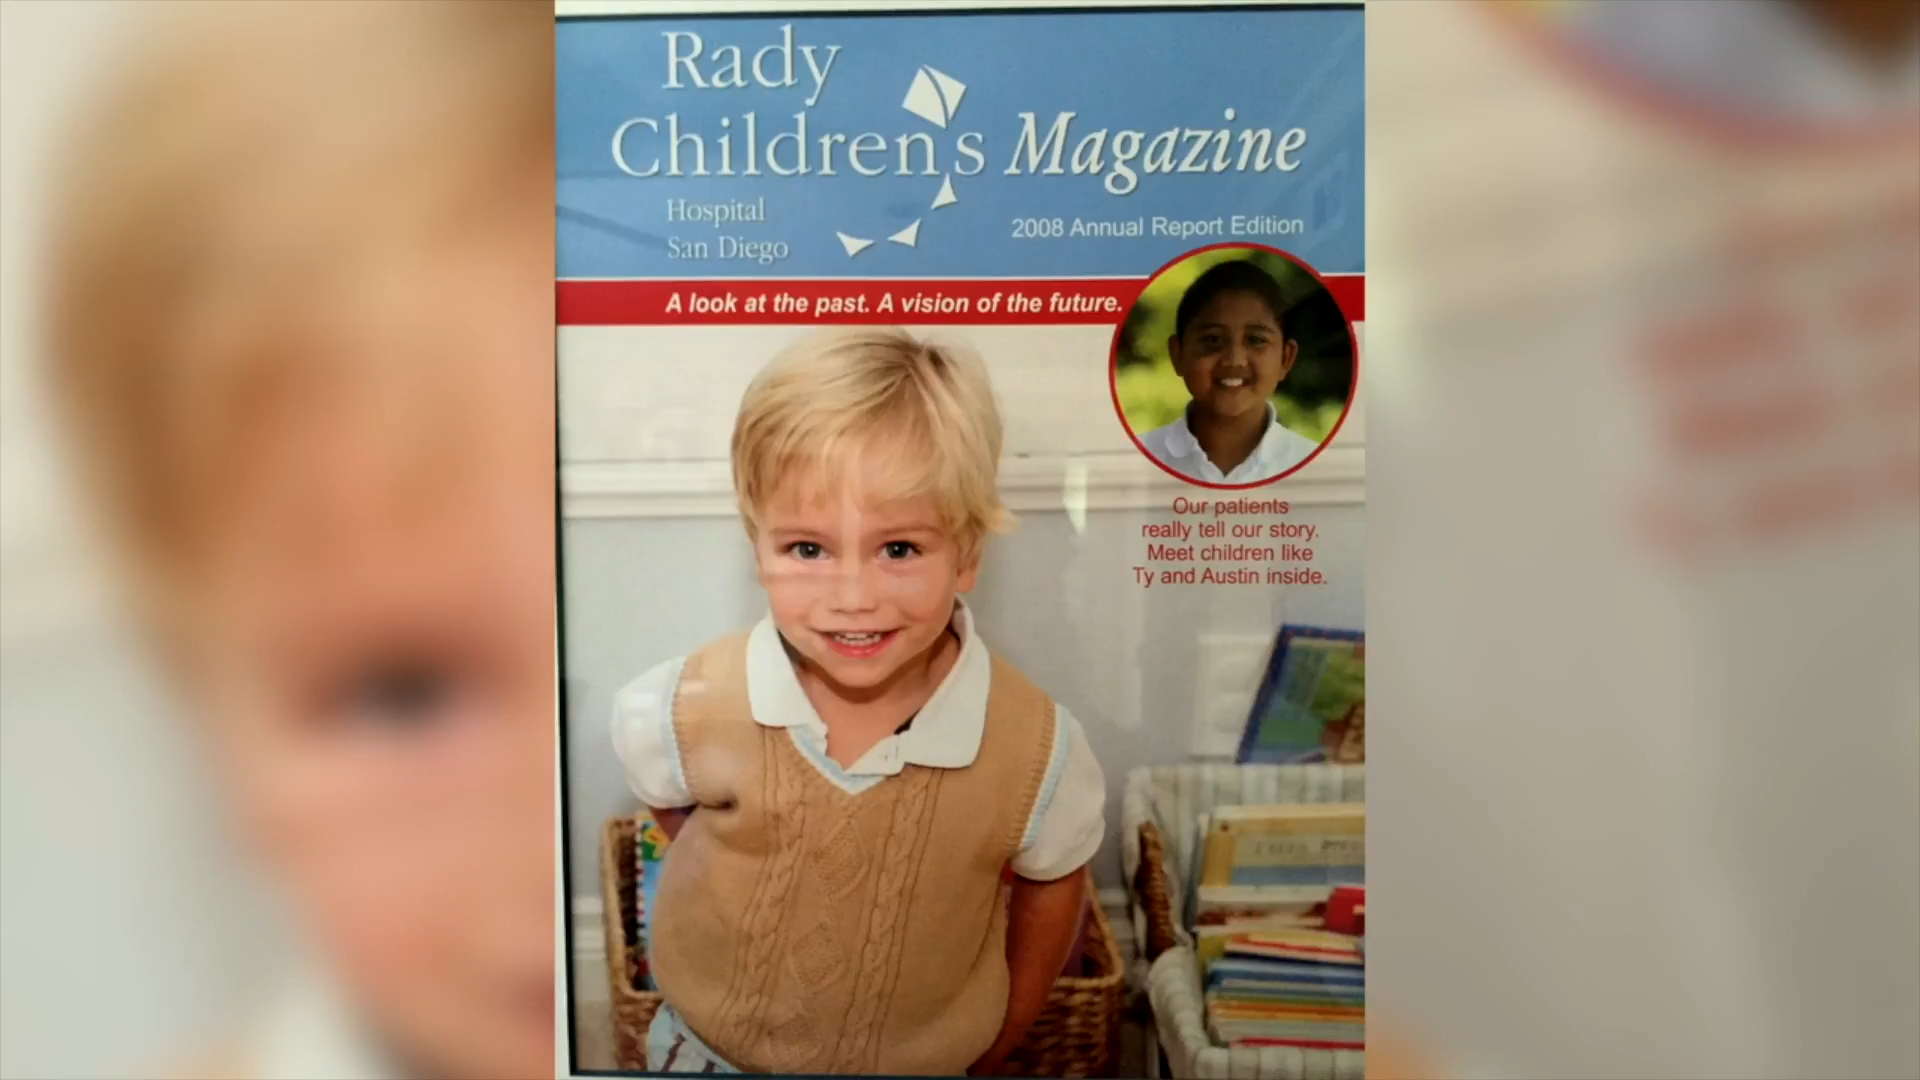 Rady
Children's Magazine
Hospital
San Diego
2008 Annual Report Edition
A look at the past. A vision of the future.
Our patients
really tell our story.
Meet children like
Ty and Austin inside.